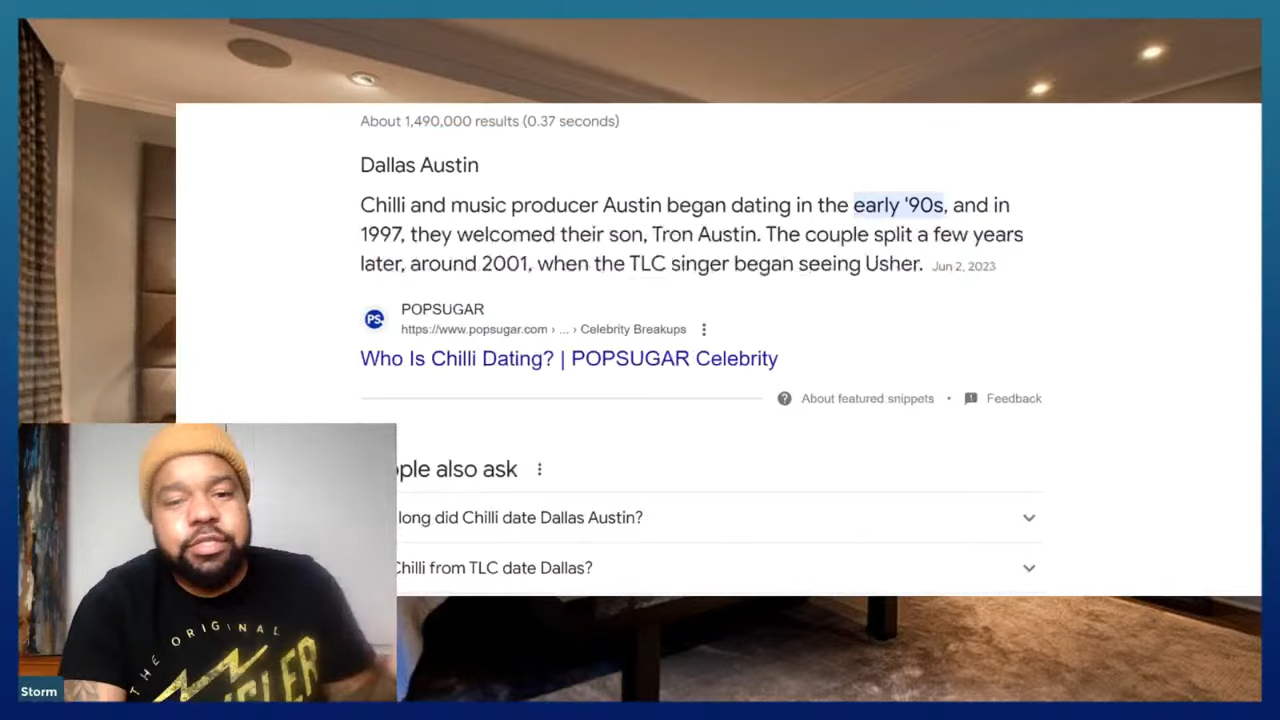 About 1,490,000 results (0.37 seconds)
Dallas Austin
Chilli and music producer Austin began dating in the early '90s, and in
1997, they welcomed their son, Tron Austin. The couple split a few years
later, around 2001, when the TLC singer began seeing Usher. Jun 2, 2023
PS
POPSUGAR
https://www.popsugar.com › ... › Celebrity Breakups
Who Is Chilli Dating? | POPSUGAR Celebrity
About featured snippets • Feedback
ople also ask
long did Chilli date Dallas Austin?
Chilli from TLC date Dallas?
THE ORIGINAL
Storm